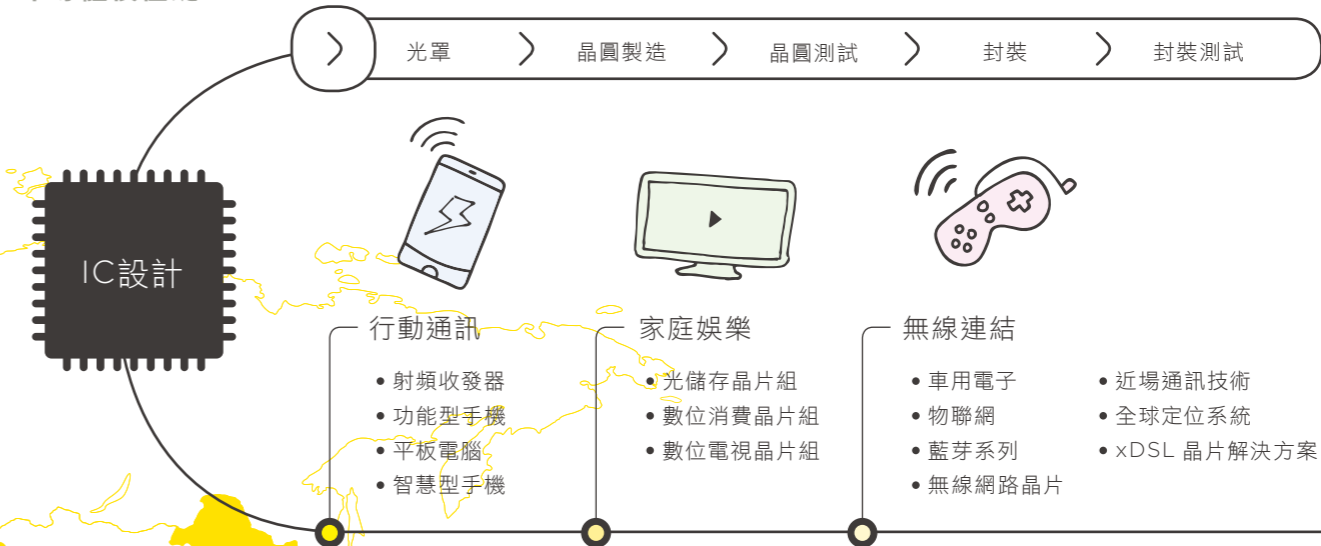 光罩 晶圓製造 晶圓測試 封裝 封裝測試
IC設計
行動通訊
• 射頻收發器
• 功能型手機
• 平板電腦
• 智慧型手機
家庭娛樂
• 光儲存晶片組
• 數位消費晶片組
• 數位電視晶片組
無線連結
• 車用電子
• 物聯網
• 藍芽系列
• 無線網路晶片
• 近場通訊技術
• 全球定位系統
• xDSL 晶片解決方案